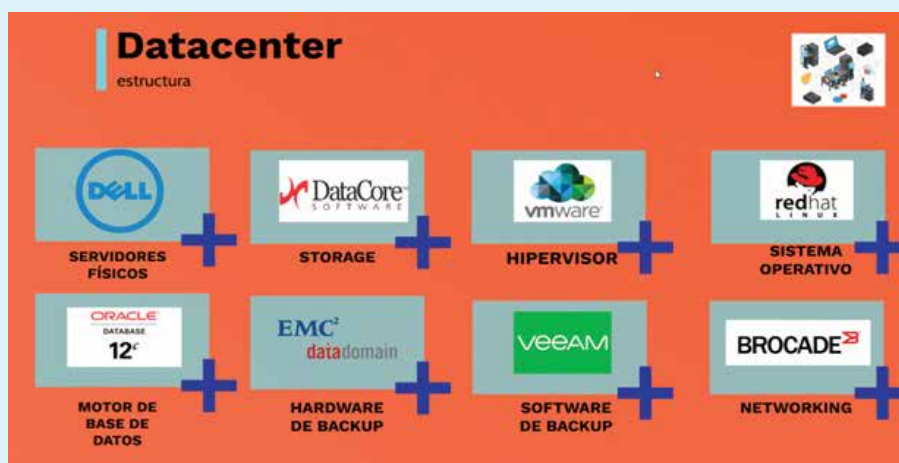 Datacenter
estructura
DELL
DataCore
SOFTWARE
vmware
redhat
LINUX
SERVIDORES
FÍSICOS
STORAGE
HIPERVISOR
SISTEMA
OPERATIVO
ORACLE
DATABASE
12c
EMC²
datadomain
veeAM
BROCADE
MOTOR DE
BASE DE
DATOS
HARDWARE
DE BACKUP
SOFTWARE
DE BACKUP
NETWORKING